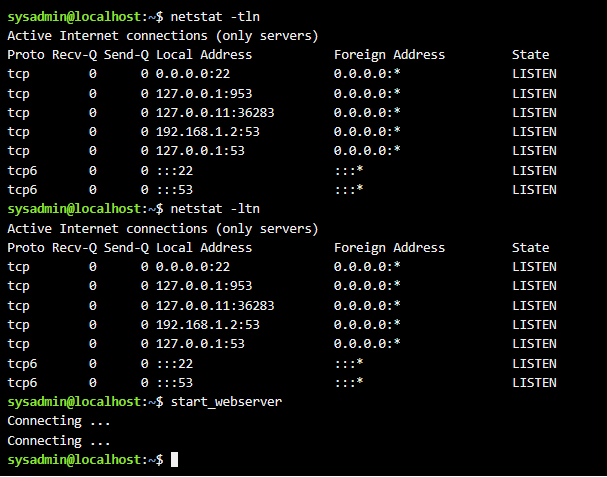 sysadmin@localhost:~$ netstat -tln
Active Internet connections (only servers)
Proto Recv-Q Send-Q Local Address           Foreign Address         State
tcp        0      0 0.0.0.0:22              0.0.0.0:*               LISTEN
tcp        0      0 127.0.0.1:953           0.0.0.0:*               LISTEN
tcp        0      0 127.0.0.11:36283        0.0.0.0:*               LISTEN
tcp        0      0 192.168.1.2:53          0.0.0.0:*               LISTEN
tcp        0      0 127.0.0.1:53            0.0.0.0:*               LISTEN
tcp6       0      0 :::22                   :::*                    LISTEN
tcp6       0      0 :::53                   :::*                    LISTEN
sysadmin@localhost:~$ netstat -ltn
Active Internet connections (only servers)
Proto Recv-Q Send-Q Local Address           Foreign Address         State
tcp        0      0 0.0.0.0:22              0.0.0.0:*               LISTEN
tcp        0      0 127.0.0.1:953           0.0.0.0:*               LISTEN
tcp        0      0 127.0.0.11:36283        0.0.0.0:*               LISTEN
tcp        0      0 192.168.1.2:53          0.0.0.0:*               LISTEN
tcp        0      0 127.0.0.1:53            0.0.0.0:*               LISTEN
tcp6       0      0 :::22                   :::*                    LISTEN
tcp6       0      0 :::53                   :::*                    LISTEN
sysadmin@localhost:~$ start_webserver
Connecting ...
Connecting ...
sysadmin@localhost:~$